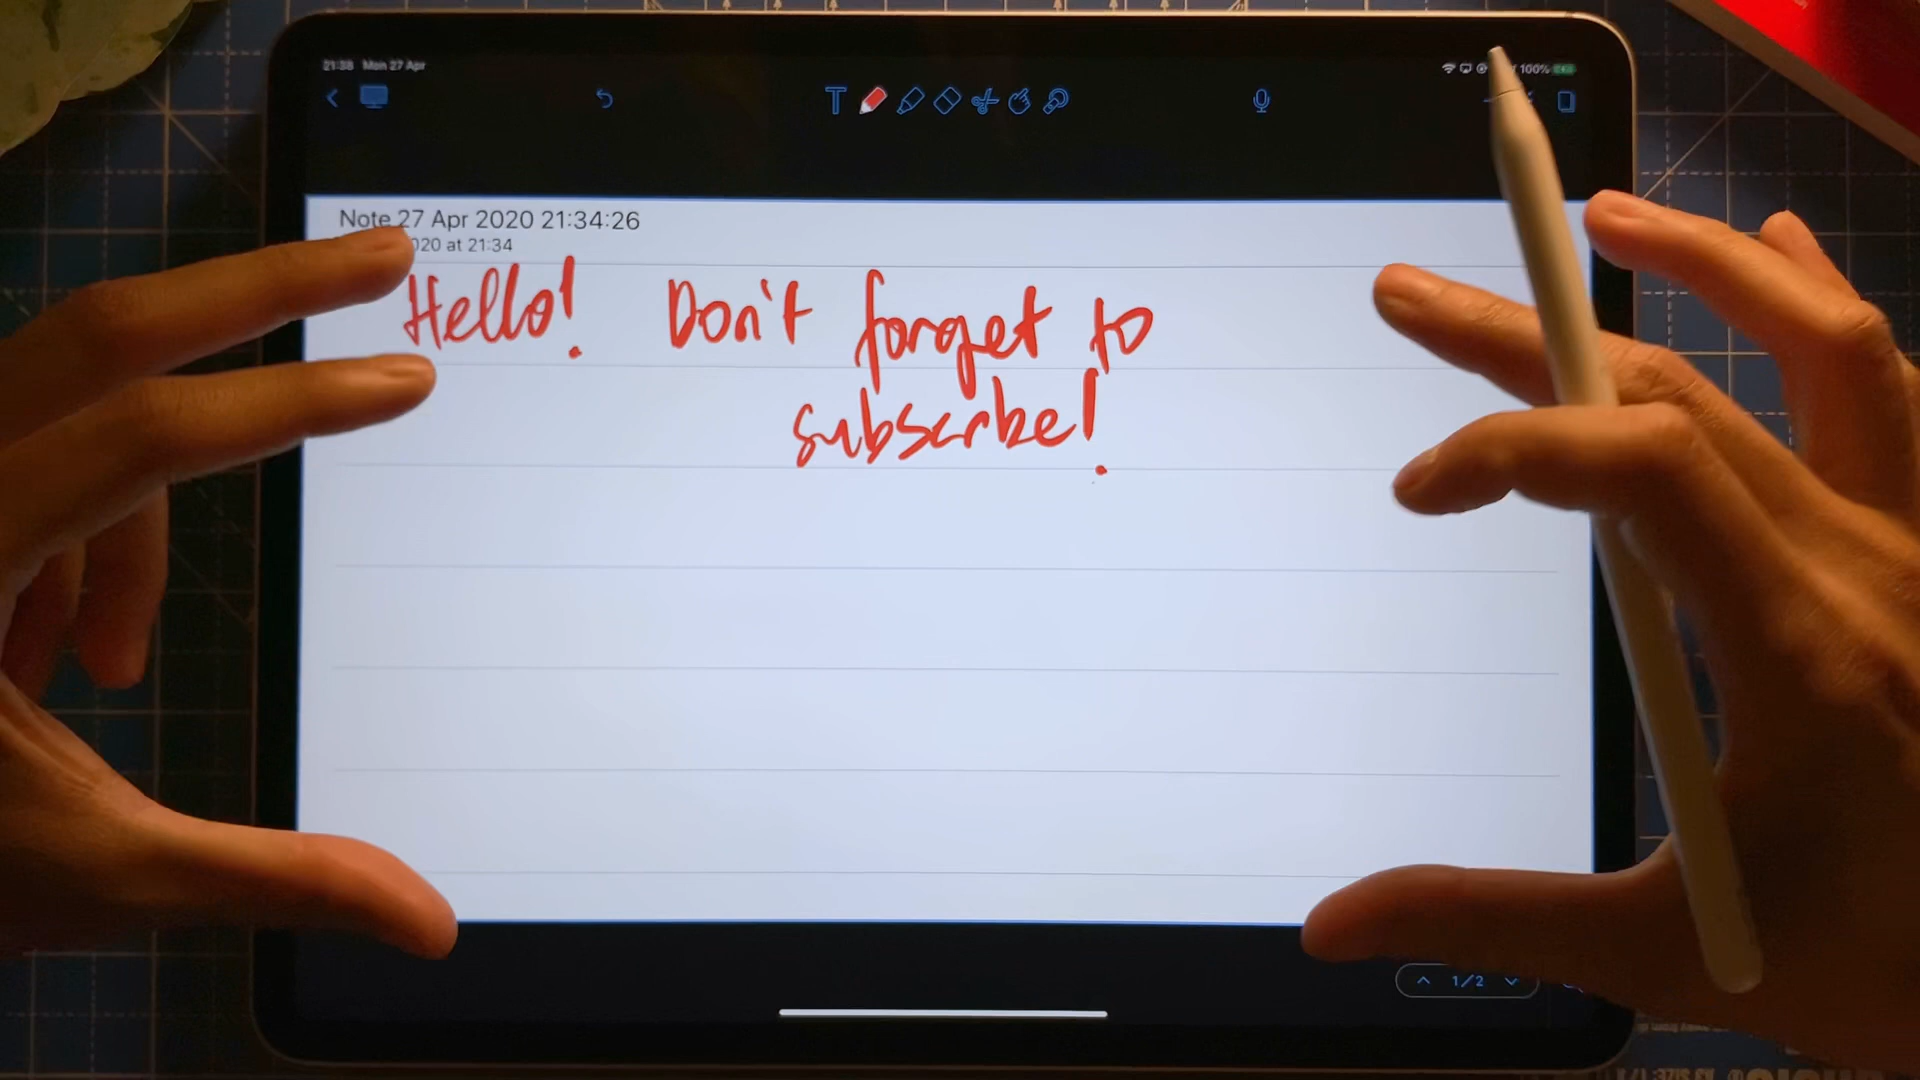 21:38 Mon 27 Apr
100%
T
Note 27 Apr 2020 21:34:26
020 at 21:34
Hello! Don't forget to
subscribe!
1/2